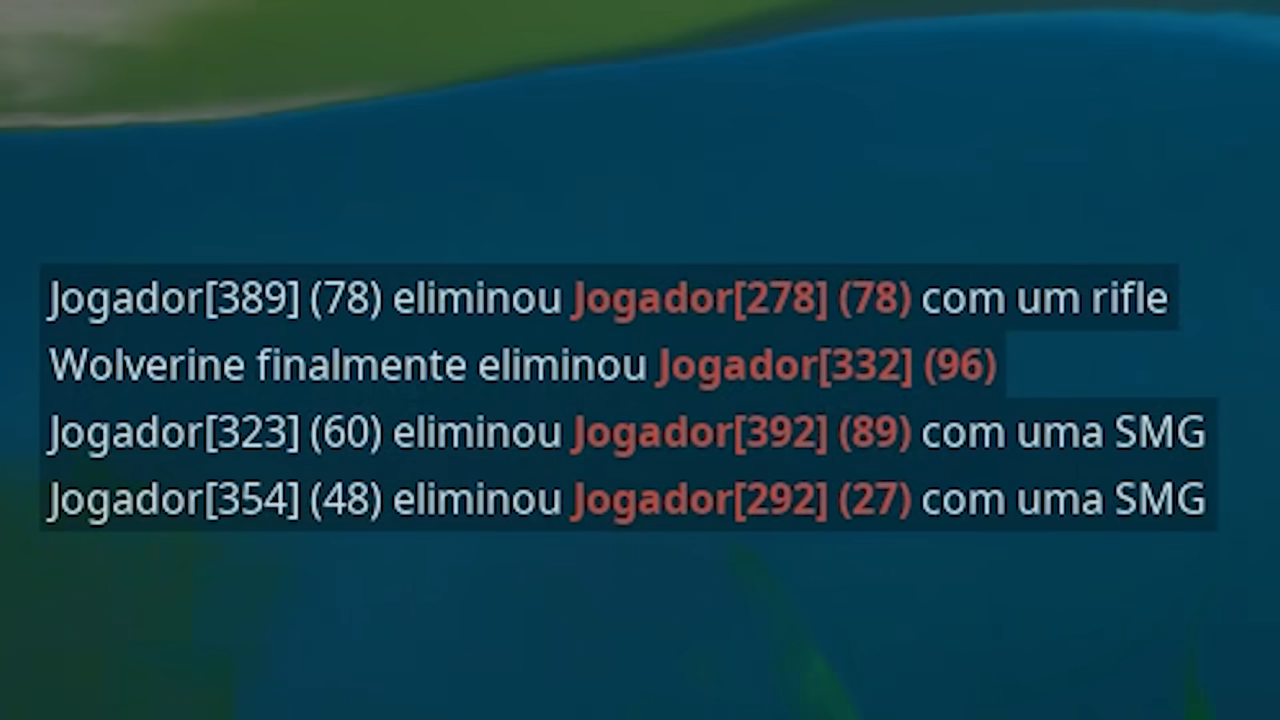 Jogador[389] (78) eliminou Jogador[278] (78) com um rifle
Wolverine finalmente eliminou Jogador[332] (96)
Jogador[323] (60) eliminou Jogador[392] (89) com uma SMG
Jogador[354] (48) eliminou Jogador[292] (27) com uma SMG